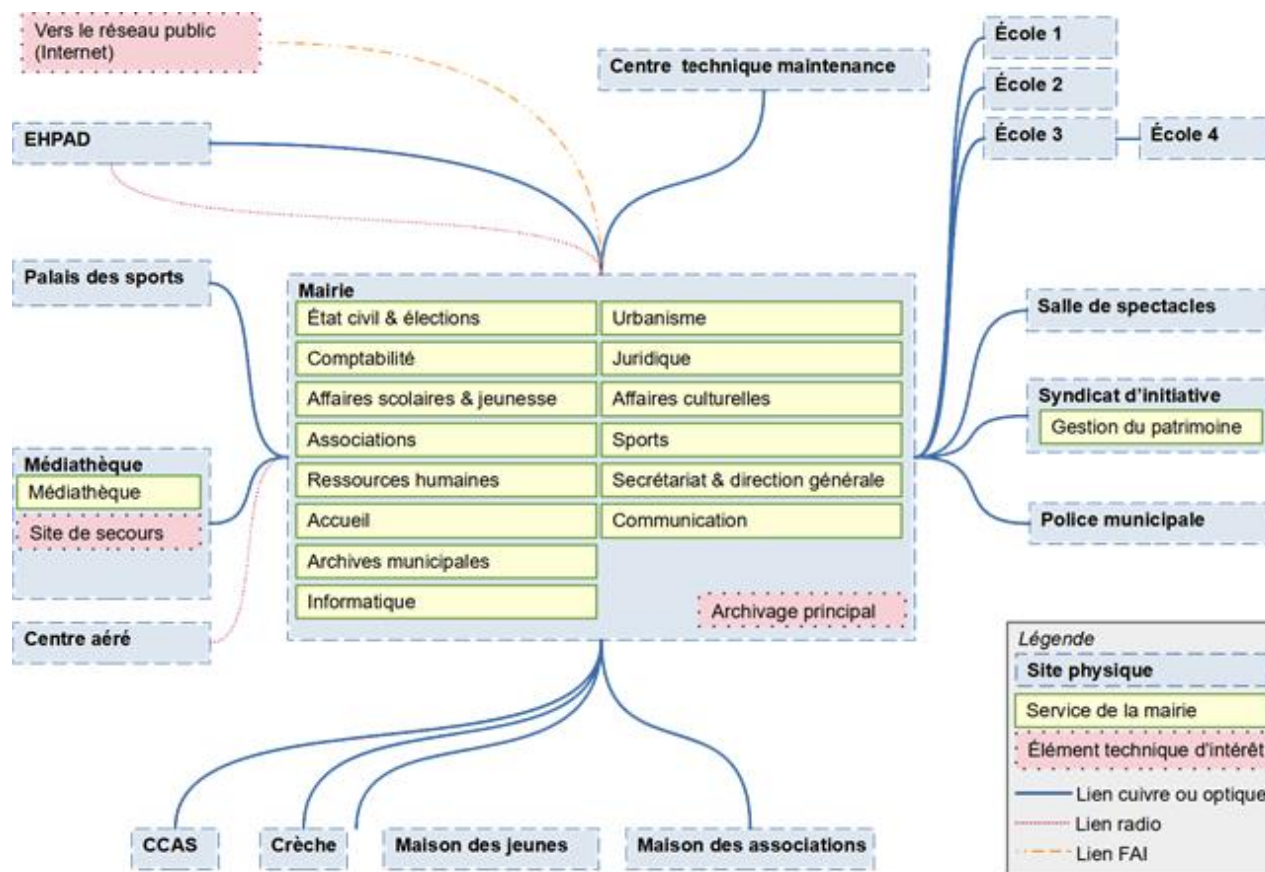 Vers le réseau public
(Internet)
Centre technique maintenance
École 1
École 2
École 3
École 4
EHPAD
Palais des sports
Mairie
État civil & élections
Urbanisme
Comptabilité
Juridique
Affaires scolaires & jeunesse
Affaires culturelles
Associations
Sports
Ressources humaines
Secrétariat & direction générale
Accueil
Communication
Archives municipales
Informatique
Archivage principal
Salle de spectacles
Syndicat d'initiative
Gestion du patrimoine
Police municipale
Médiathèque
Médiathèque
Site de secours
Centre aéré
CCAS
Crèche
Maison des jeunes
Maison des associations
Légende
Site physique
Service de la mairie
Élément technique d'intérêt
Lien cuivre ou optique
Lien radio
Lien FAI